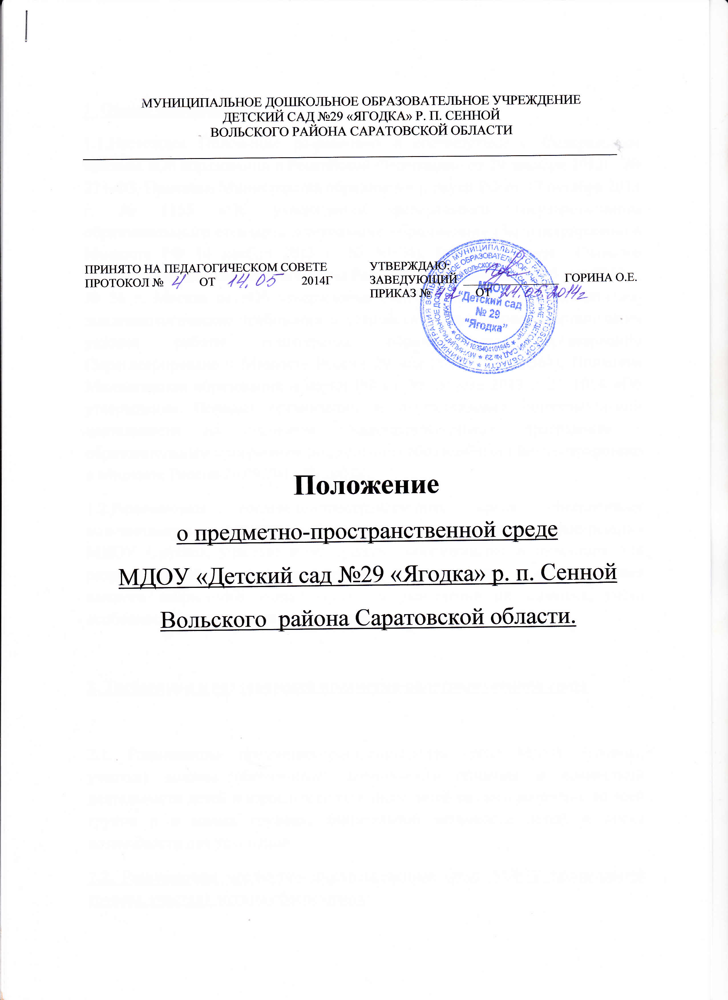 МУНИЦИПАЛЬНОЕ ДОШКОЛЬНОЕ ОБРАЗОВАТЕЛЬНОЕ УЧРЕЖДЕНИЕ
ДЕТСКИЙ САД №29 «ЯГОДКА» Р. П. СЕННОЙ
ВОЛЬСКОГО РАЙОНА САРАТОВСКОЙ ОБЛАСТИ
ПРИНЯТО НА ПЕДАГОГИЧЕСКОМ СОВЕТЕ
ПРОТОКОЛ № 4 ОТ 14.05 2014Г
УТВЕРЖДАЮ:
ЗАВЕДУЮЩИЙ ГОРИНА О.Е.
ПРИКАЗ № ОТ 24.05.2014г
МДОУ
“Детский сад
№ 29
“Ягодка”
ОГРН 1036404101645
Положение
о предметно-пространственной среде
МДОУ «Детский сад №29 «Ягодка» р. п. Сенной
Вольского района Саратовской области.